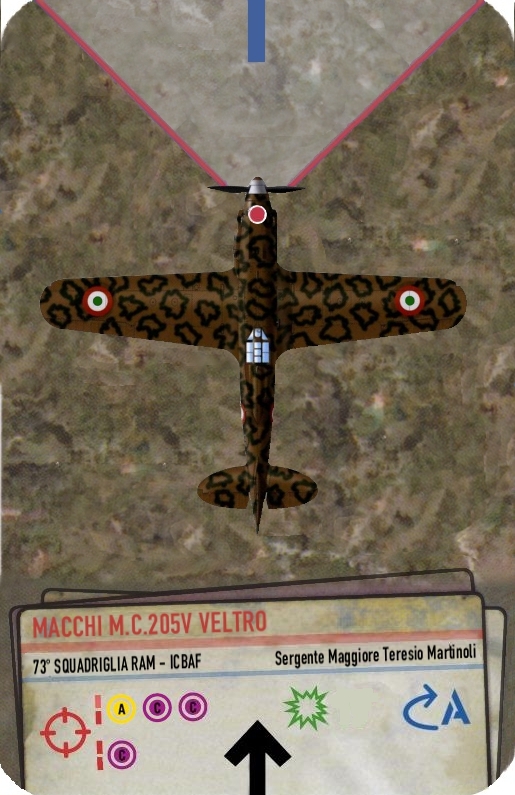 MACCHI M.C.205V VELTRO
73° SQUADRIGLIA RAM - ICBAF Sergente Maggiore Teresio Martinoli
A C C A
C